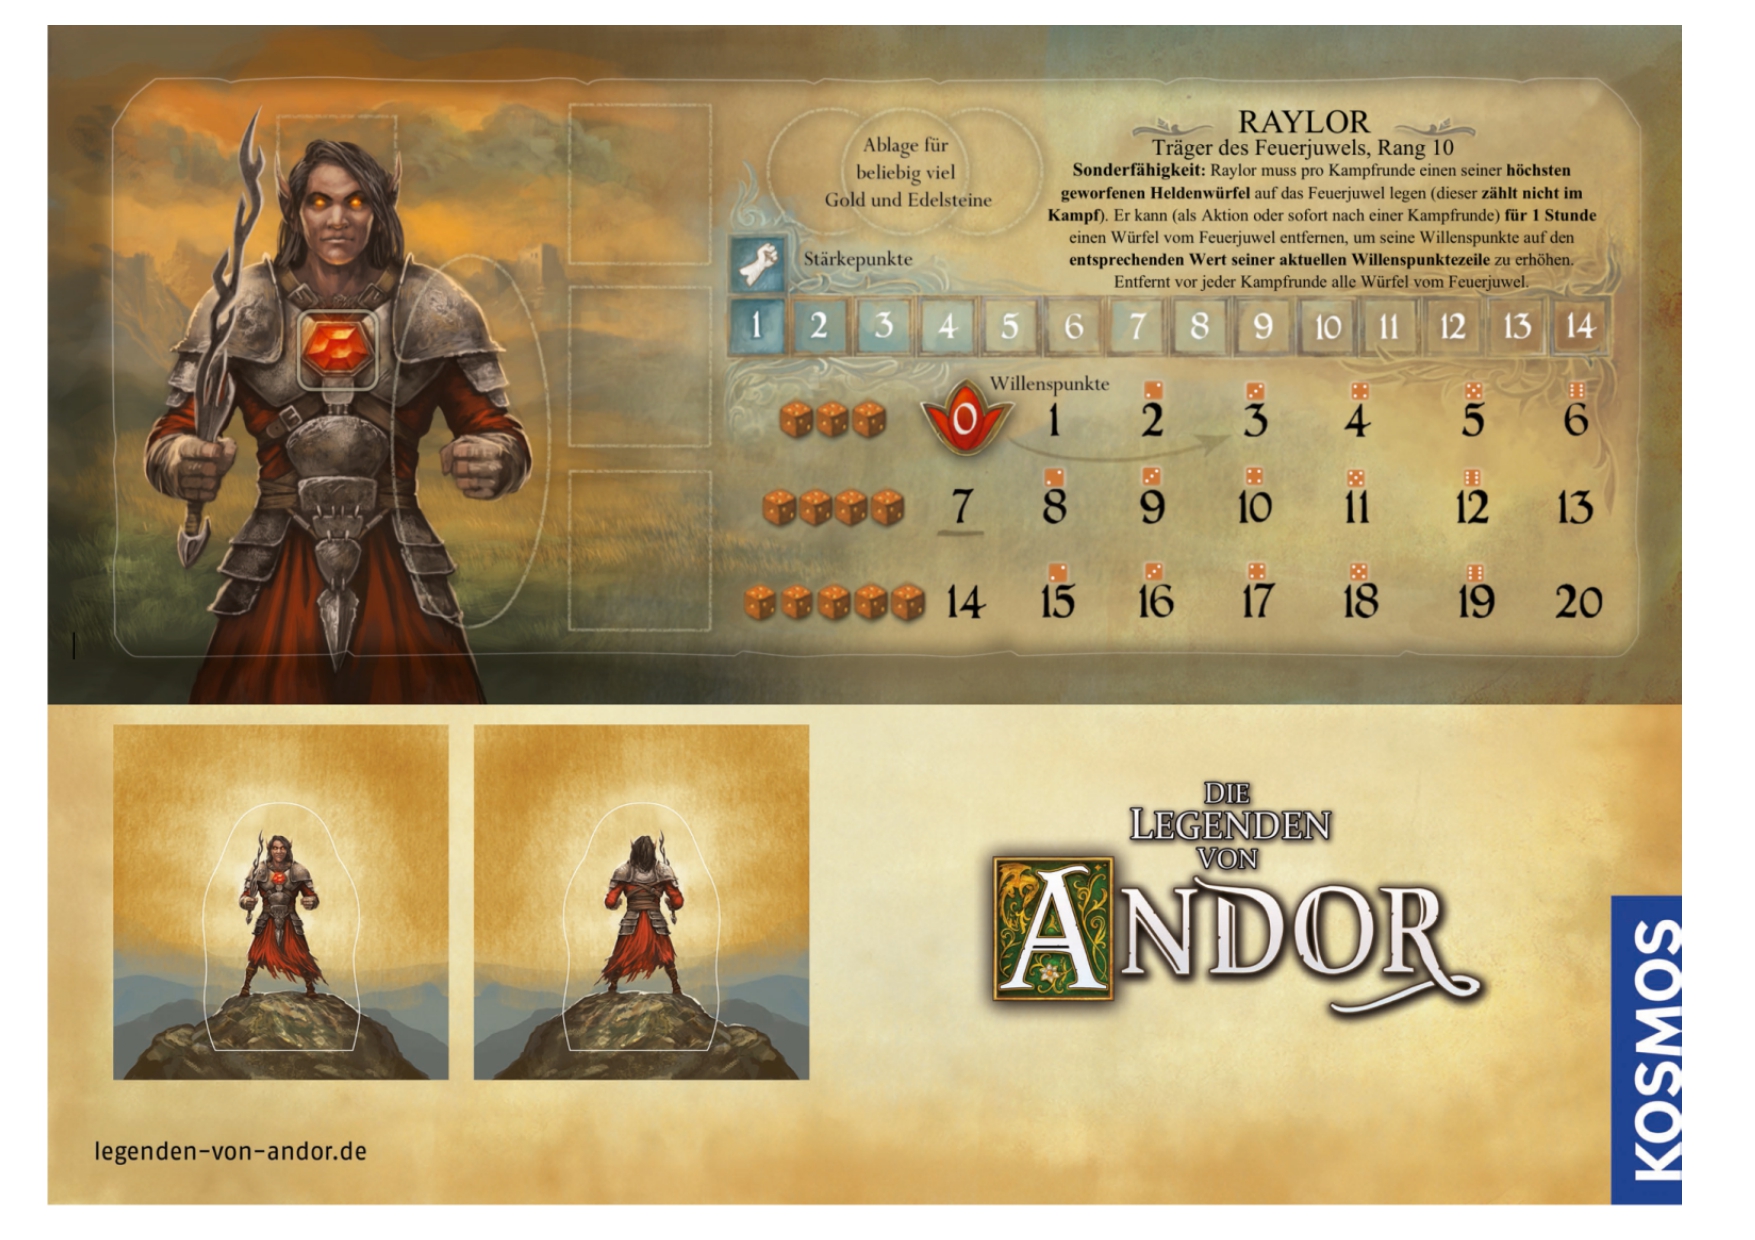 Ablage für
beliebig viel
Gold und Edelsteine
RAYLOR
Träger des Feuerjuwels, Rang 10
Sonderfähigkeit: Raylor muss pro Kampfrunde einen seiner höchsten
geworfenen Heldenwürfel auf das Feuerjuwel legen (dieser zählt nicht im
Kampf). Er kann (als Aktion oder sofort nach einer Kampfrunde) für 1 Stunde
einen Würfel vom Feuerjuwel entfernen, um seine Willenspunkte auf den
entsprechenden Wert seiner aktuellen Willenspunktezeile zu erhöhen.
Entfernt vor jeder Kampfrunde alle Würfel vom Feuerjuwel.
Stärkepunkte
1 2 3 4 5 6 7 8 9 10 11 12 13 14
Willenspunkte
0 1 2 3 4 5 6
7 8 9 10 11 12 13
14 15 16 17 18 19 20
DIE
LEGENDEN
VON
ANDOR
KOSMOS
legenden-von-andor.de